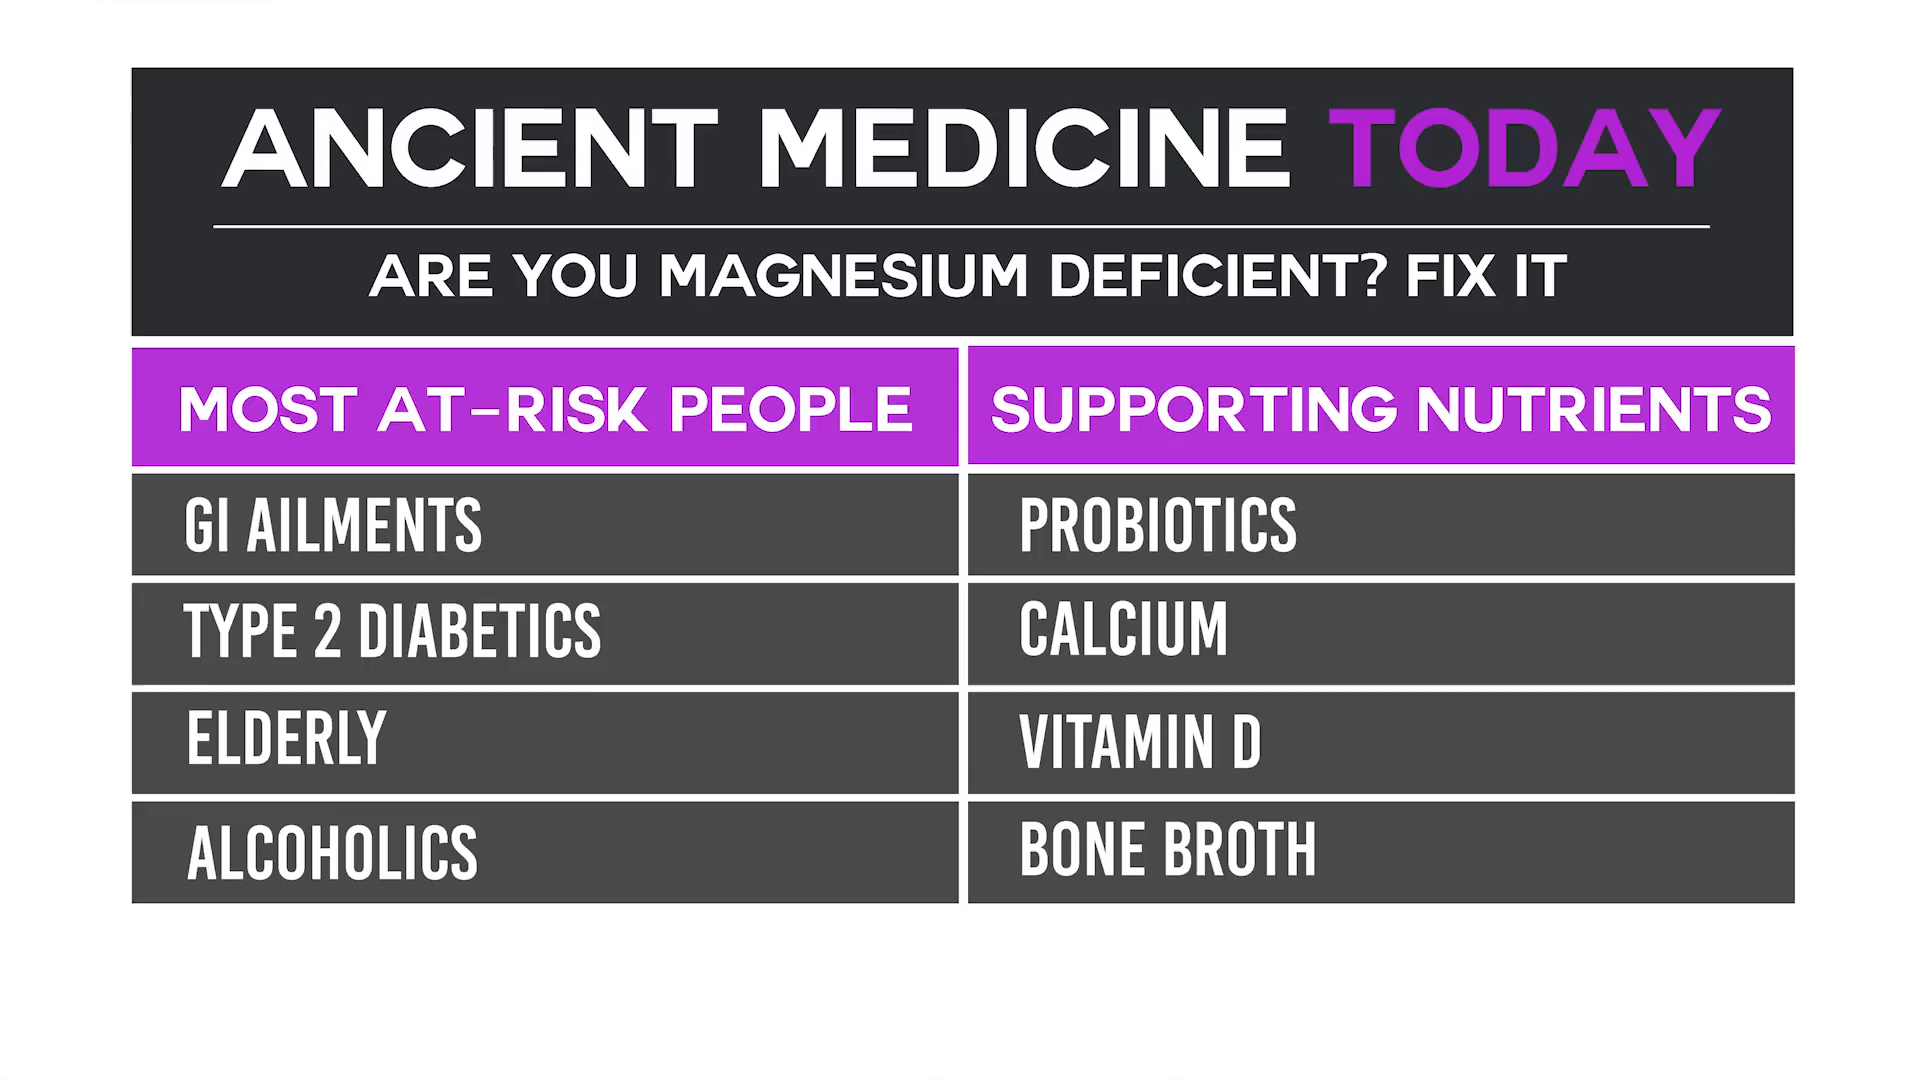 ANCIENT MEDICINE TODAY
ARE YOU MAGNESIUM DEFICIENT? FIX IT
MOST AT-RISK PEOPLE
SUPPORTING NUTRIENTS
GI AILMENTS
PROBIOTICS
TYPE 2 DIABETICS
CALCIUM
ELDERLY
VITAMIN D
ALCOHOLICS
BONE BROTH